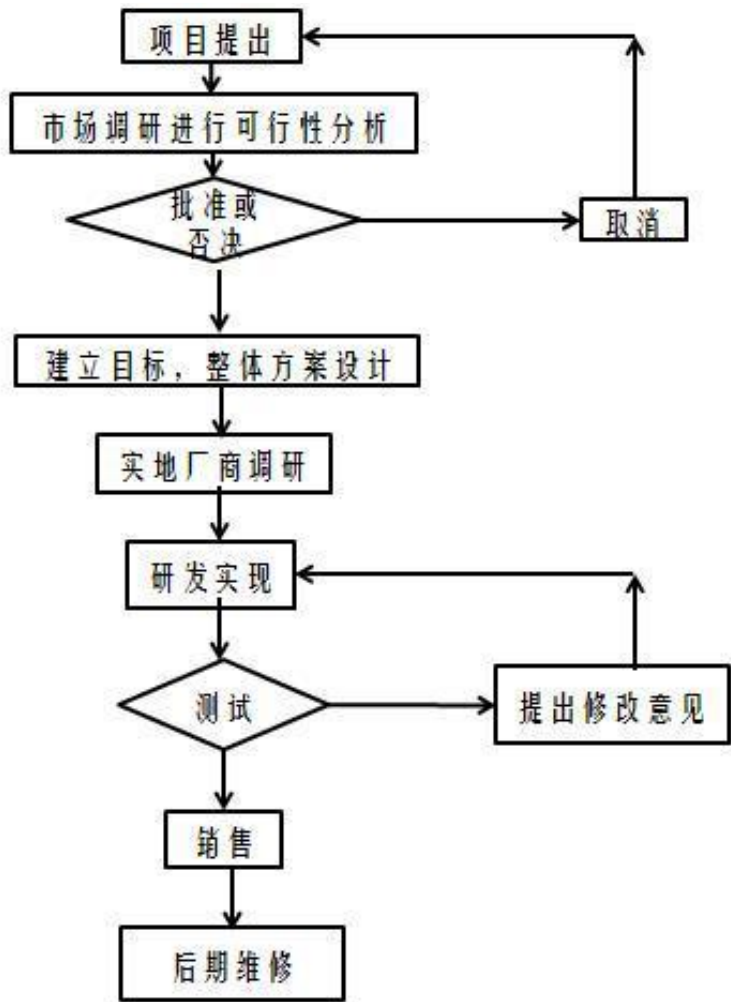 项目提出
市场调研进行可行性分析
批准或
否决
取消
建立目标，整体方案设计
实地厂商调研
研发实现
测试
提出修改意见
销售
后期维修